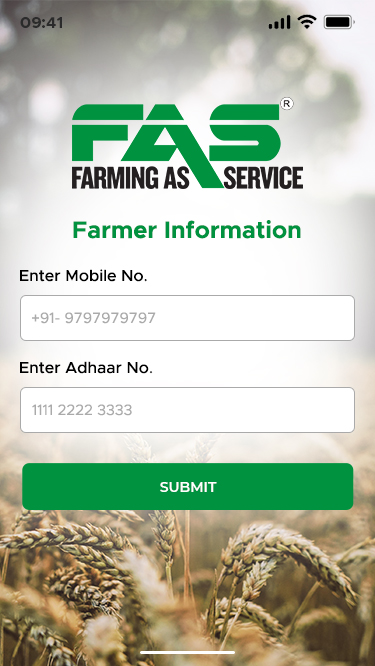 09:41
FAS®
FARMING AS SERVICE
Farmer Information
Enter Mobile No.
+91- 9797979797
Enter Adhaar No.
1111 2222 3333
SUBMIT